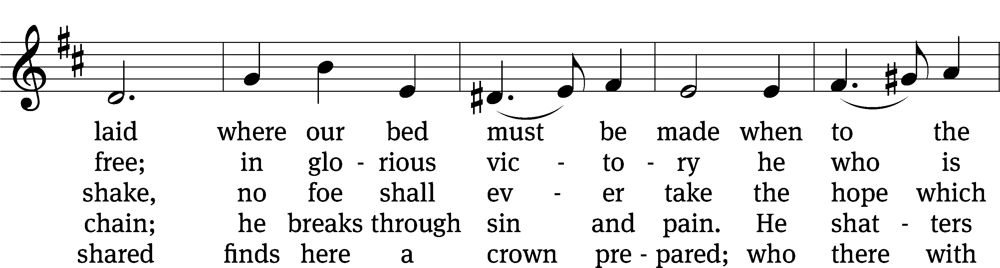 laid where our bed must be made when to the
free; in glo - rious vic - to - ry he who is
shake, no foe shall ev - er take the hope which
chain; he breaks through sin and pain. He shat - ters
shared finds here a crown pre - pared; who there with